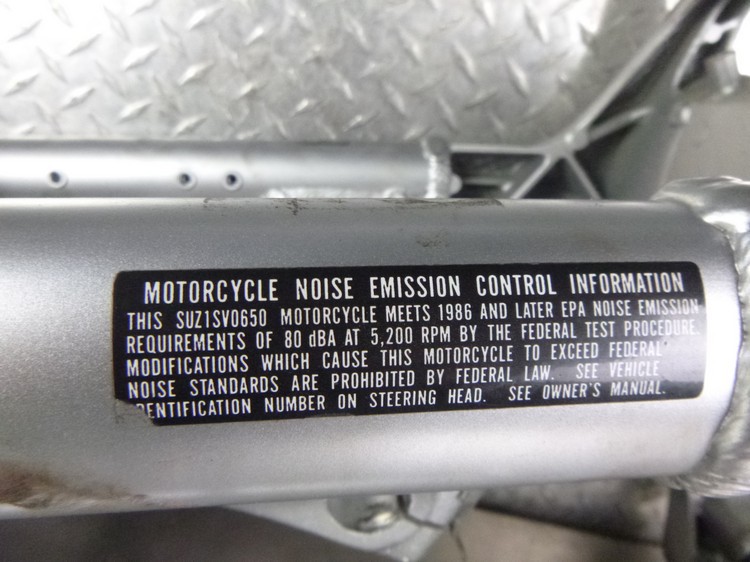 MOTORCYCLE NOISE EMISSION CONTROL INFORMATION
THIS SUZ1SV0650 MOTORCYCLE MEETS 1986 AND LATER EPA NOISE EMISSION
REQUIREMENTS OF 80 dBA AT 5,200 RPM BY THE FEDERAL TEST PROCEDURE.
MODIFICATIONS WHICH CAUSE THIS MOTORCYCLE TO EXCEED FEDERAL
NOISE STANDARDS ARE PROHIBITED BY FEDERAL LAW. SEE VEHICLE
DENTIFICATION NUMBER ON STEERING HEAD. SEE OWNER'S MANUAL.